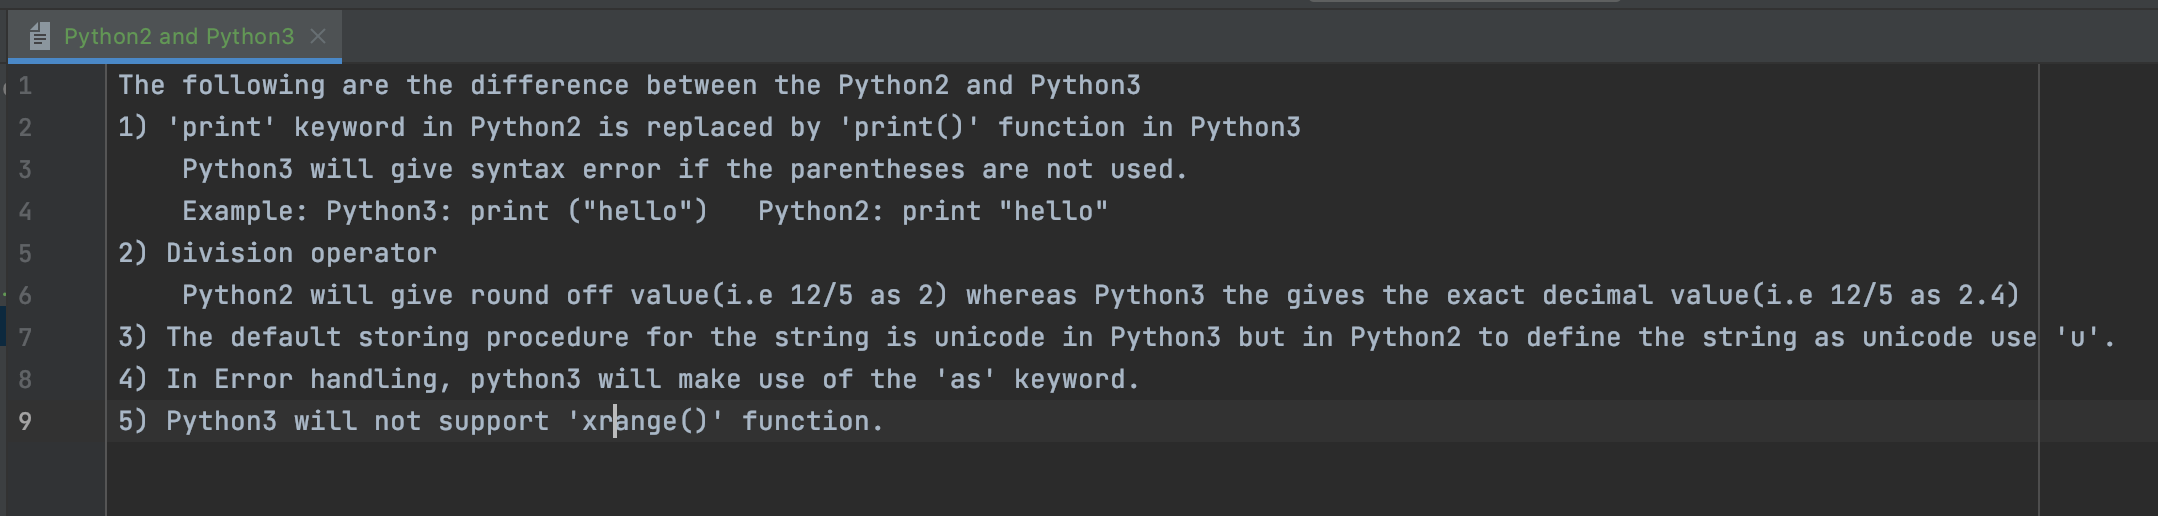 Python2 and Python3
1 The following are the difference between the Python2 and Python3
2 1) 'print' keyword in Python2 is replaced by 'print()' function in Python3
3 Python3 will give syntax error if the parentheses are not used.
4 Example: Python3: print ("hello")   Python2: print "hello"
5 2) Division operator
6 Python2 will give round off value(i.e 12/5 as 2) whereas Python3 the gives the exact decimal value(i.e 12/5 as 2.4)
7 3) The default storing procedure for the string is unicode in Python3 but in Python2 to define the string as unicode use 'u'.
8 4) In Error handling, python3 will make use of the 'as' keyword.
9 5) Python3 will not support 'xrange()' function.